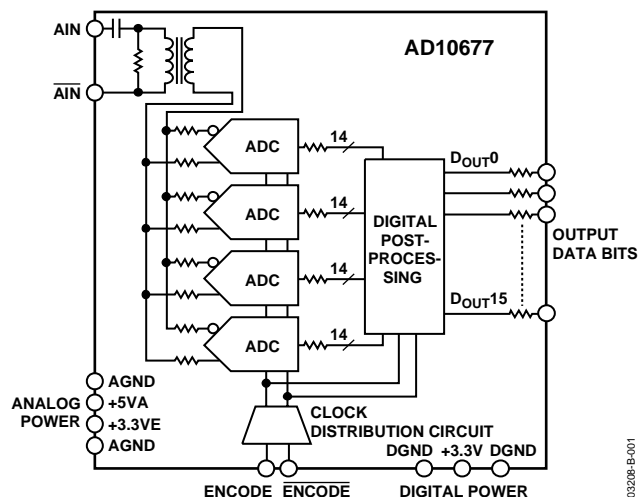 AIN
AD10677
AIN
ADC
14
DOUT0
ADC
14
DIGITAL
POST-
PROCES-
SING
OUTPUT
DATA BITS
ADC
14
DOUT15
ADC
14
AGND
ANALOG
POWER
+5VA
+3.3VE
AGND
CLOCK
DISTRIBUTION CIRCUIT
DGND +3.3V DGND
ENCODE ENCODE
DIGITAL POWER
03208-B-001